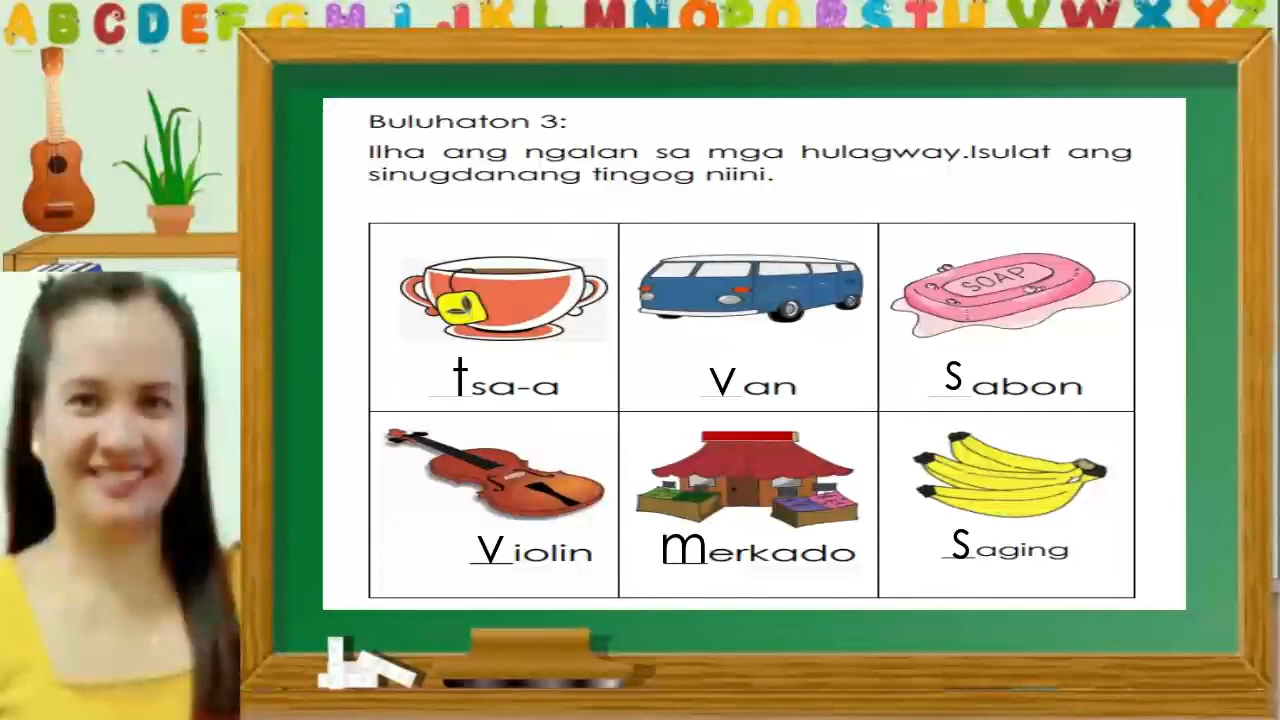 ABCDEFGHIJKLMNOPQRSTUVWXYZ
Buluhaton 3:
Ilha ang ngalan sa mga hulagway.Isulat ang
sinugdanang tingog niini.
SOAP
tsa-a
van
sabon
violin
merkado
saging